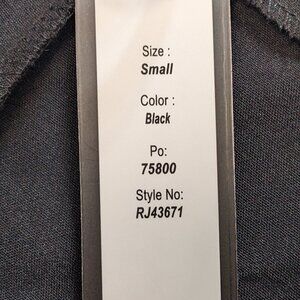 Size :
Small
Color :
Black
Po:
75800
Style No:
RJ43671